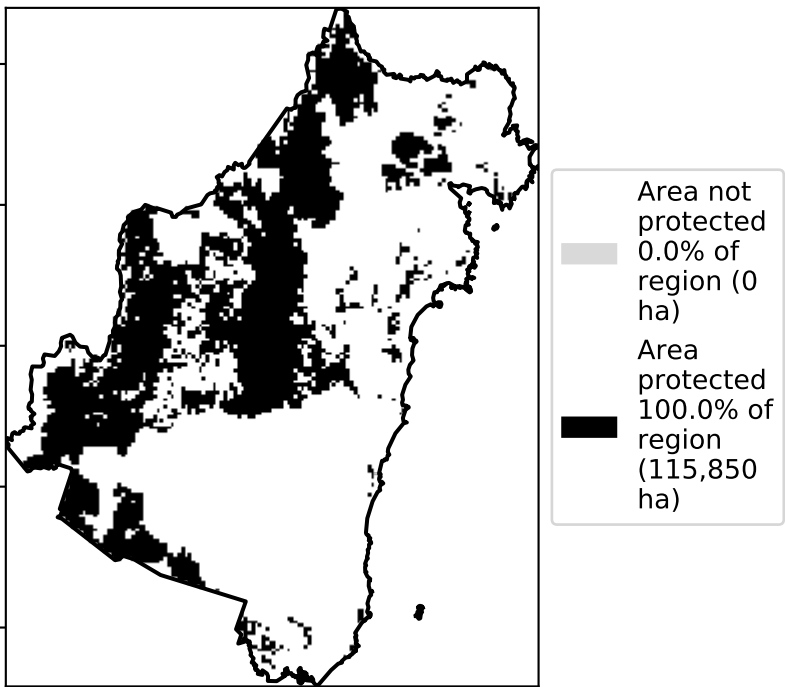 Area not
protected
0.0% of
region (0
ha)
Area
protected
100.0% of
region
(115,850
ha)